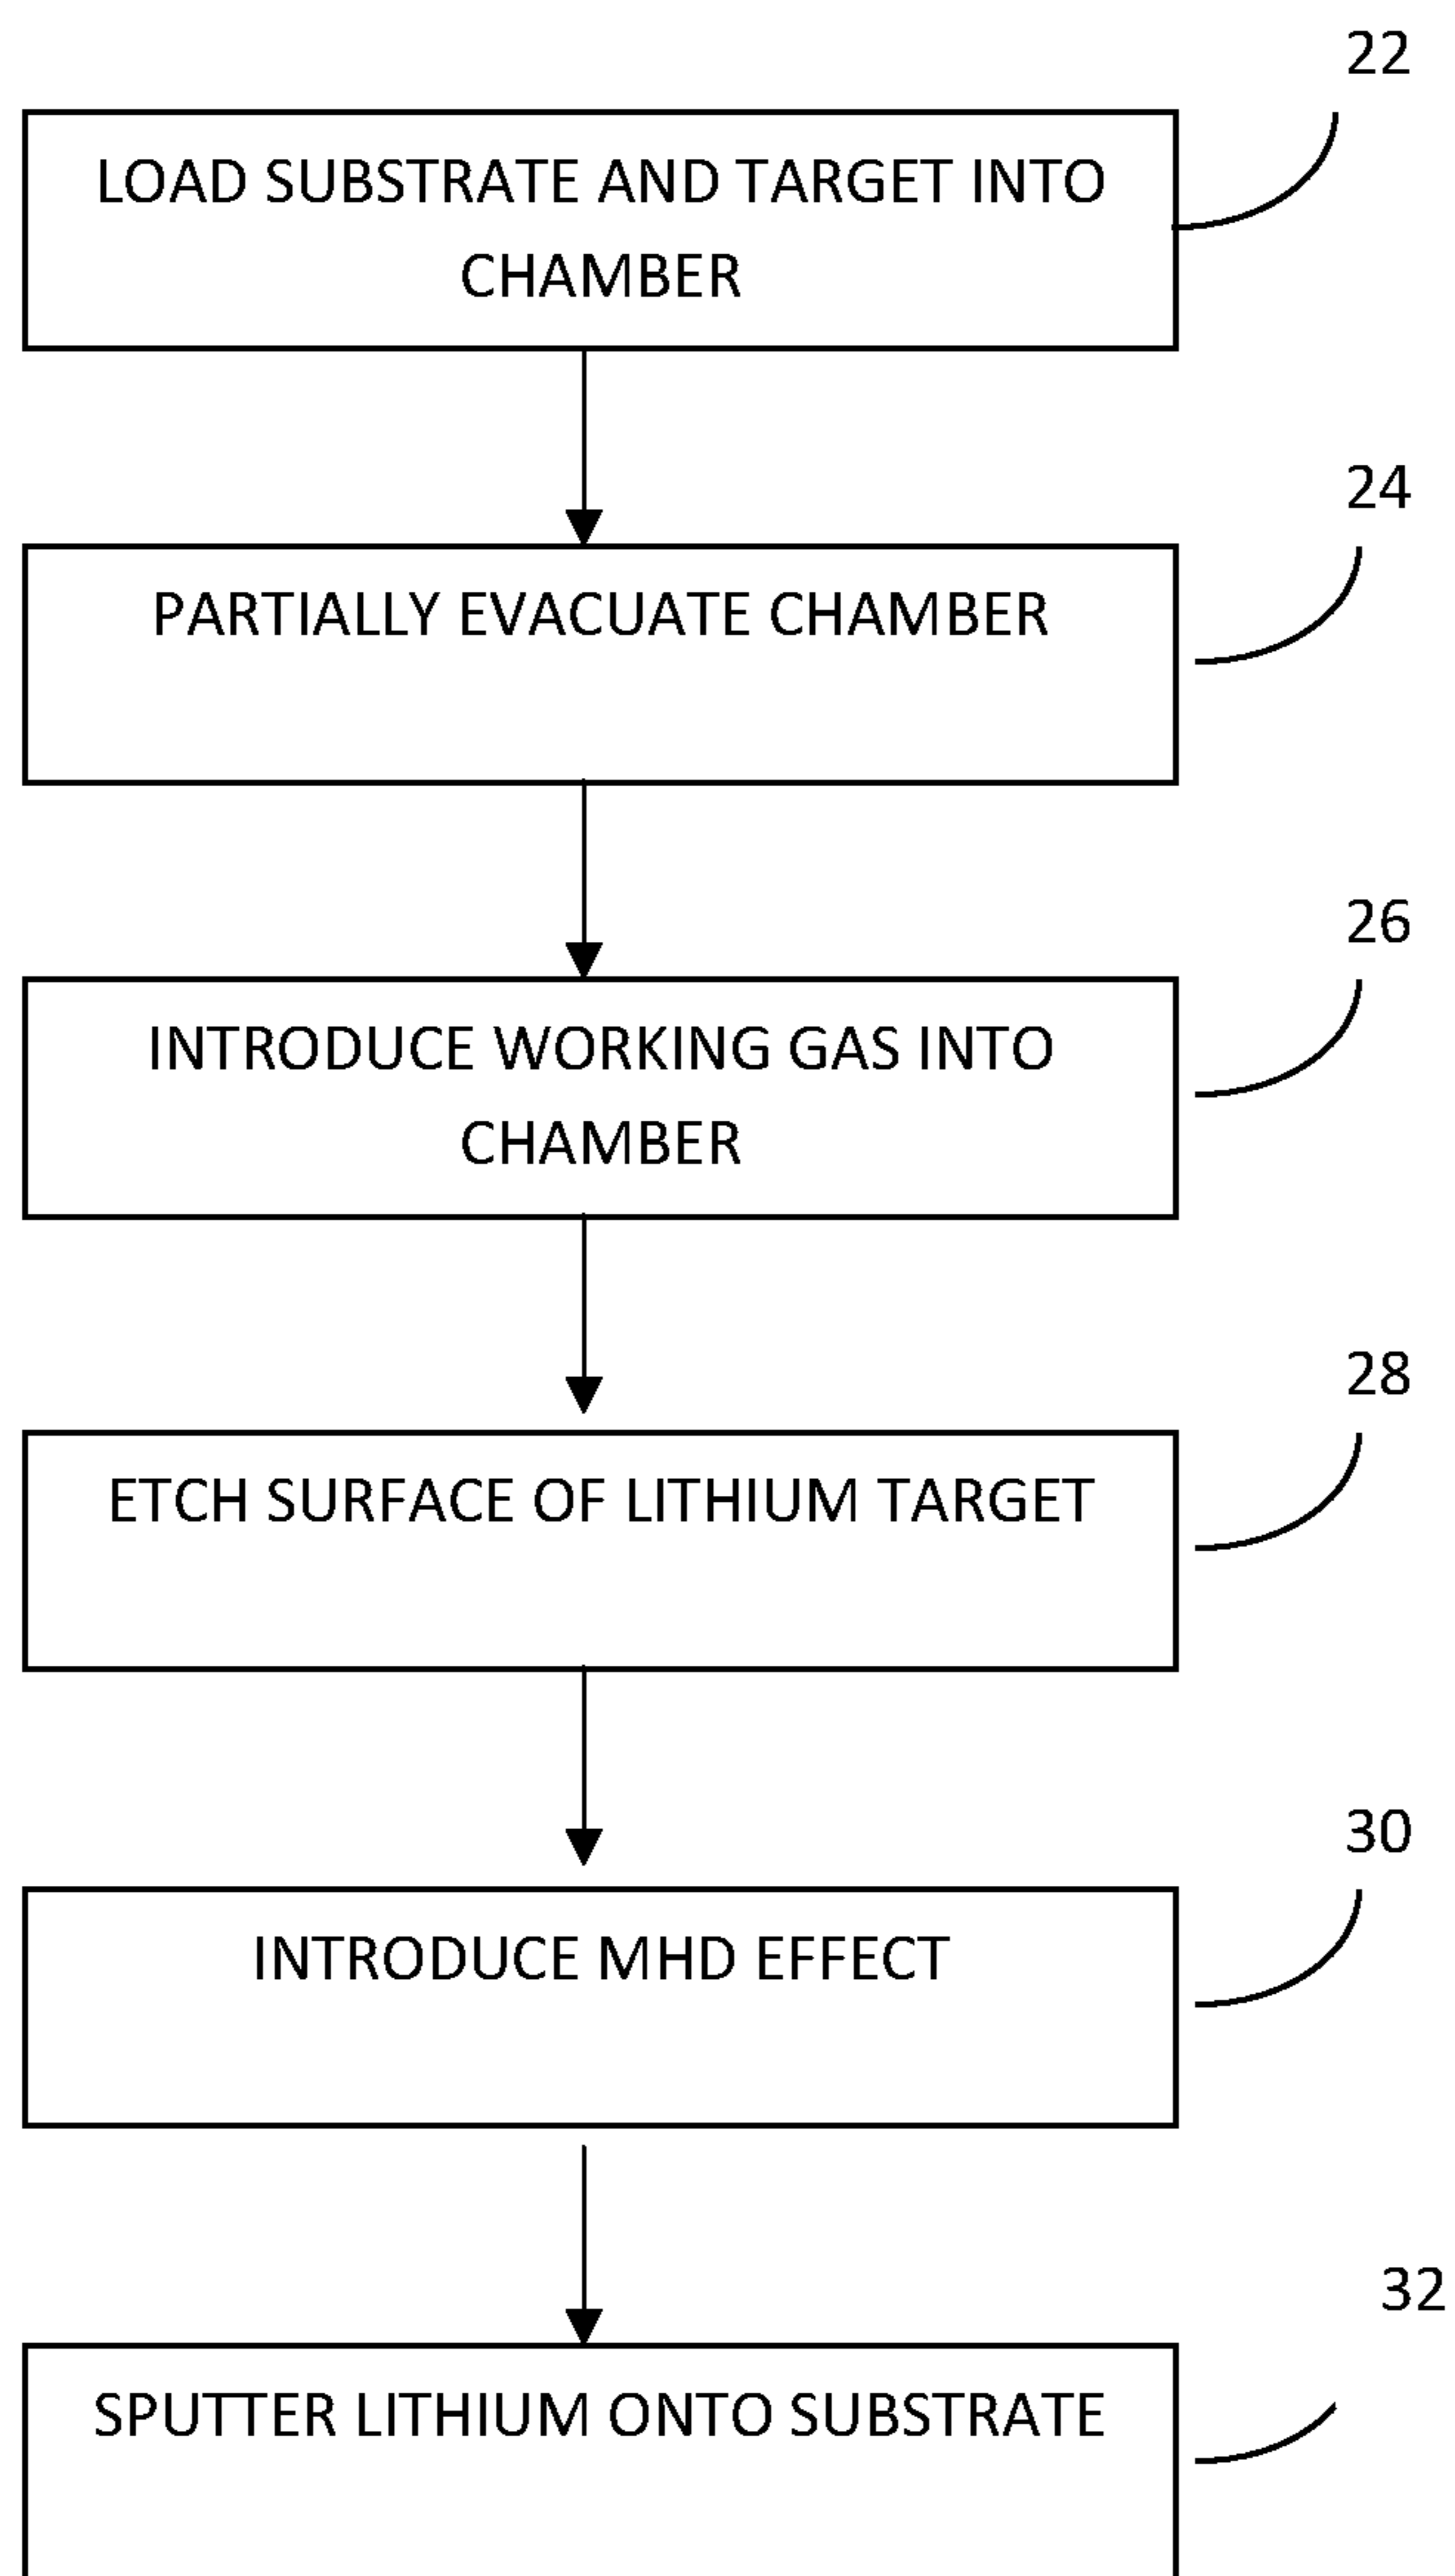 22
LOAD SUBSTRATE AND TARGET INTO
CHAMBER
24
PARTIALLY EVACUATE CHAMBER
26
INTRODUCE WORKING GAS INTO
CHAMBER
28
ETCH SURFACE OF LITHIUM TARGET
30
INTRODUCE MHD EFFECT
32
SPUTTER LITHIUM ONTO SUBSTRATE